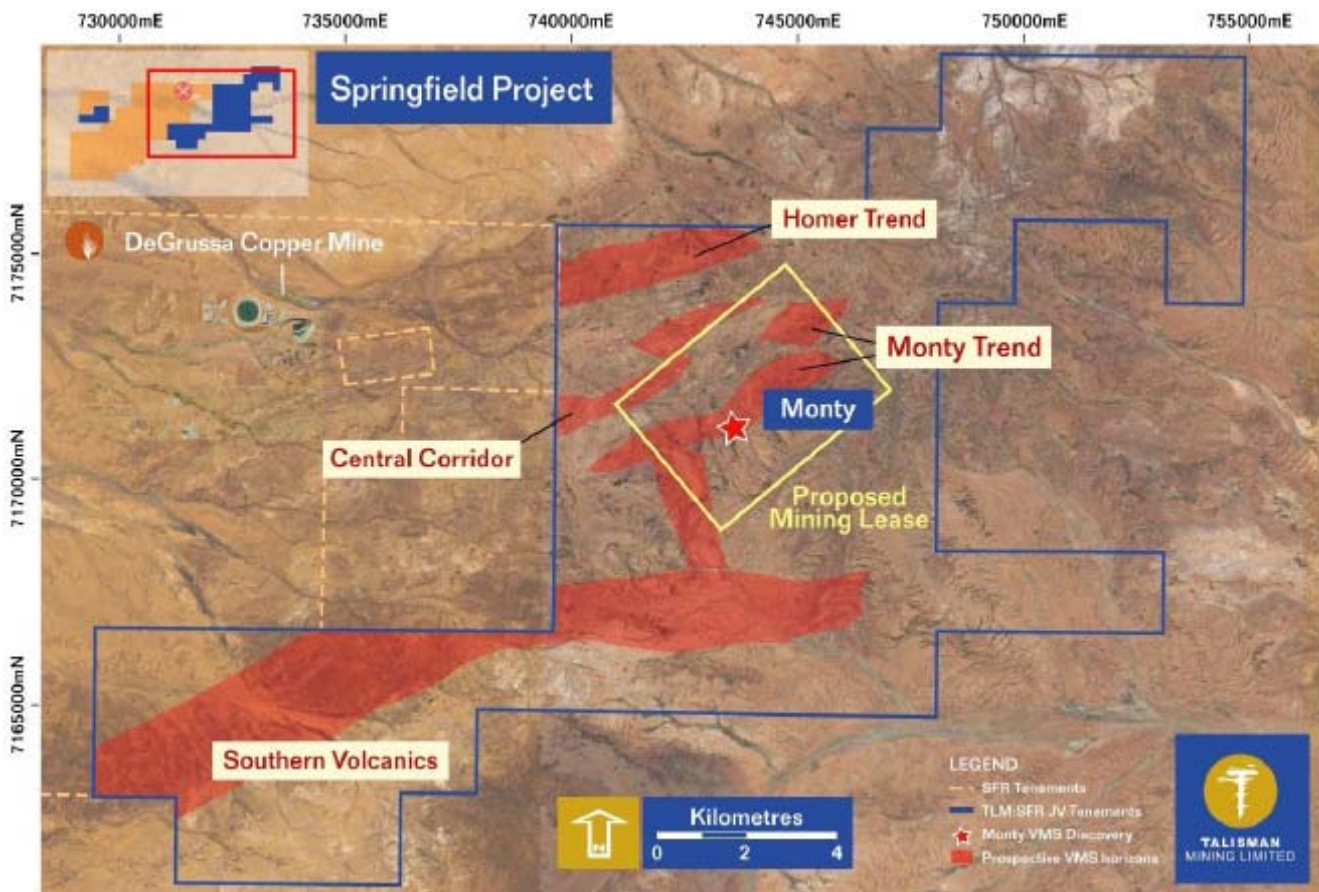 730000mE 735000mE 740000mE 745000mE 750000mE 755000mE
Springfield Project
7175000mN
7170000mN
7165000mN
DeGrussa Copper Mine
Homer Trend
Monty Trend
Monty
Central Corridor
Proposed
Mining Lease
Southern Volcanics
N
Kilometres
0 2 4
LEGEND
SFR Tenements
TLM:SFR JV Tenements
Monty VMS Discovery
Prospective VMS horizons
TALISMAN
MINING LIMITED